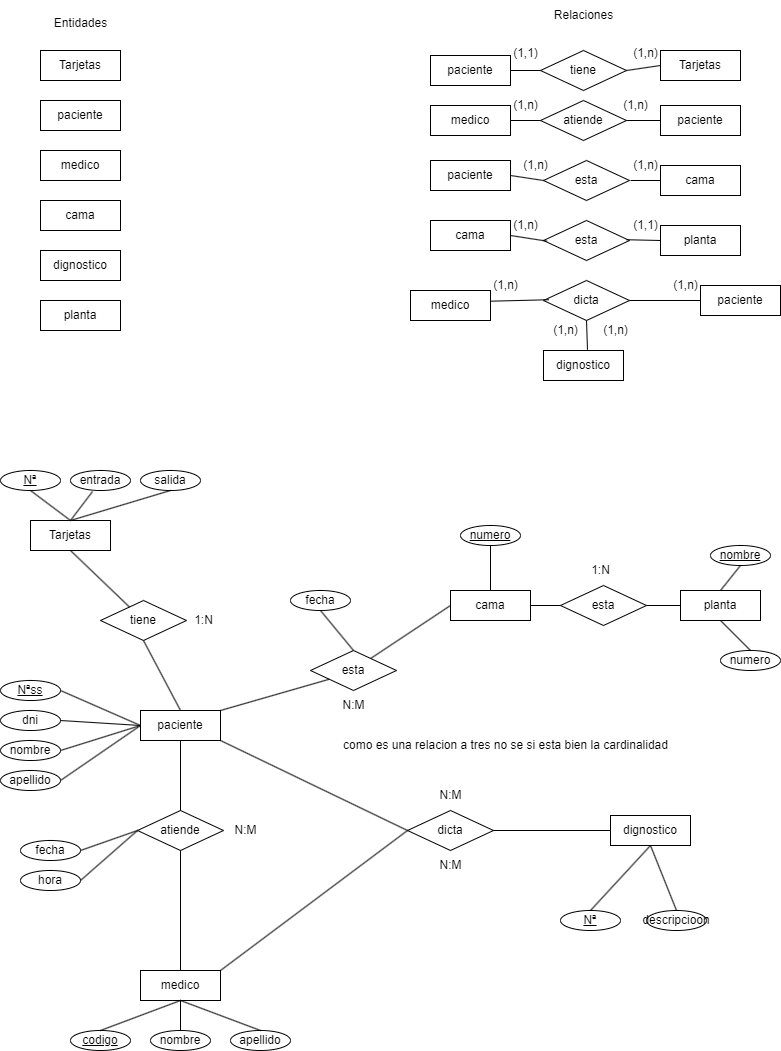 Entidades
Relaciones
Tarjetas
paciente
medico
cama
dignostico
planta
paciente
(1,1)
tiene
(1,n)
Tarjetas
medico
(1,n)
atiende
(1,n)
paciente
paciente
(1,n)
esta
(1,n)
cama
cama
(1,n)
esta
(1,1)
planta
medico
(1,n)
dicta
(1,n)
paciente
(1,n)
(1,n)
dignostico
Nª
entrada
salida
Tarjetas
tiene
1:N
numero
nombre
1:N
fecha
cama
esta
planta
esta
numero
N:M
Nªss
dni
nombre
apellido
paciente
como es una relacion a tres no se si esta bien la cardinalidad
N:M
atiende
N:M
dicta
dignostico
fecha
hora
N:M
Nª
descripcioon
medico
codigo
nombre
apellido